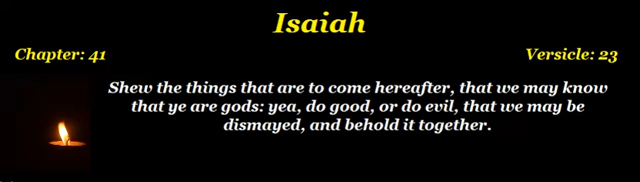 Isaiah
Chapter: 41
Versicle: 23
Shew the things that are to come hereafter, that we may know
that ye are gods: yea, do good, or do evil, that we may be
dismayed, and behold it together.